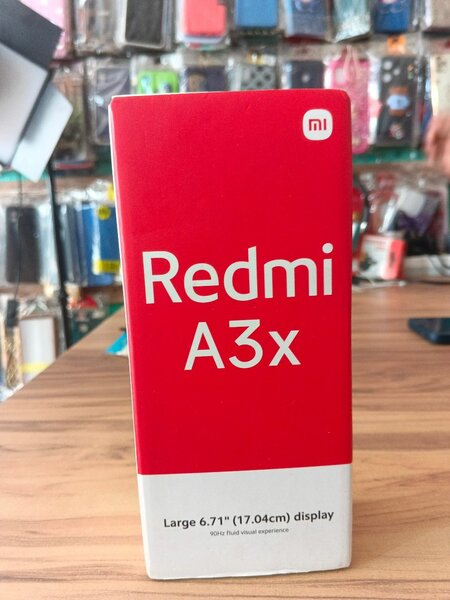 mi
Redmi
A3x
Large 6.71" (17.04cm) display
90Hz fluid visual experience